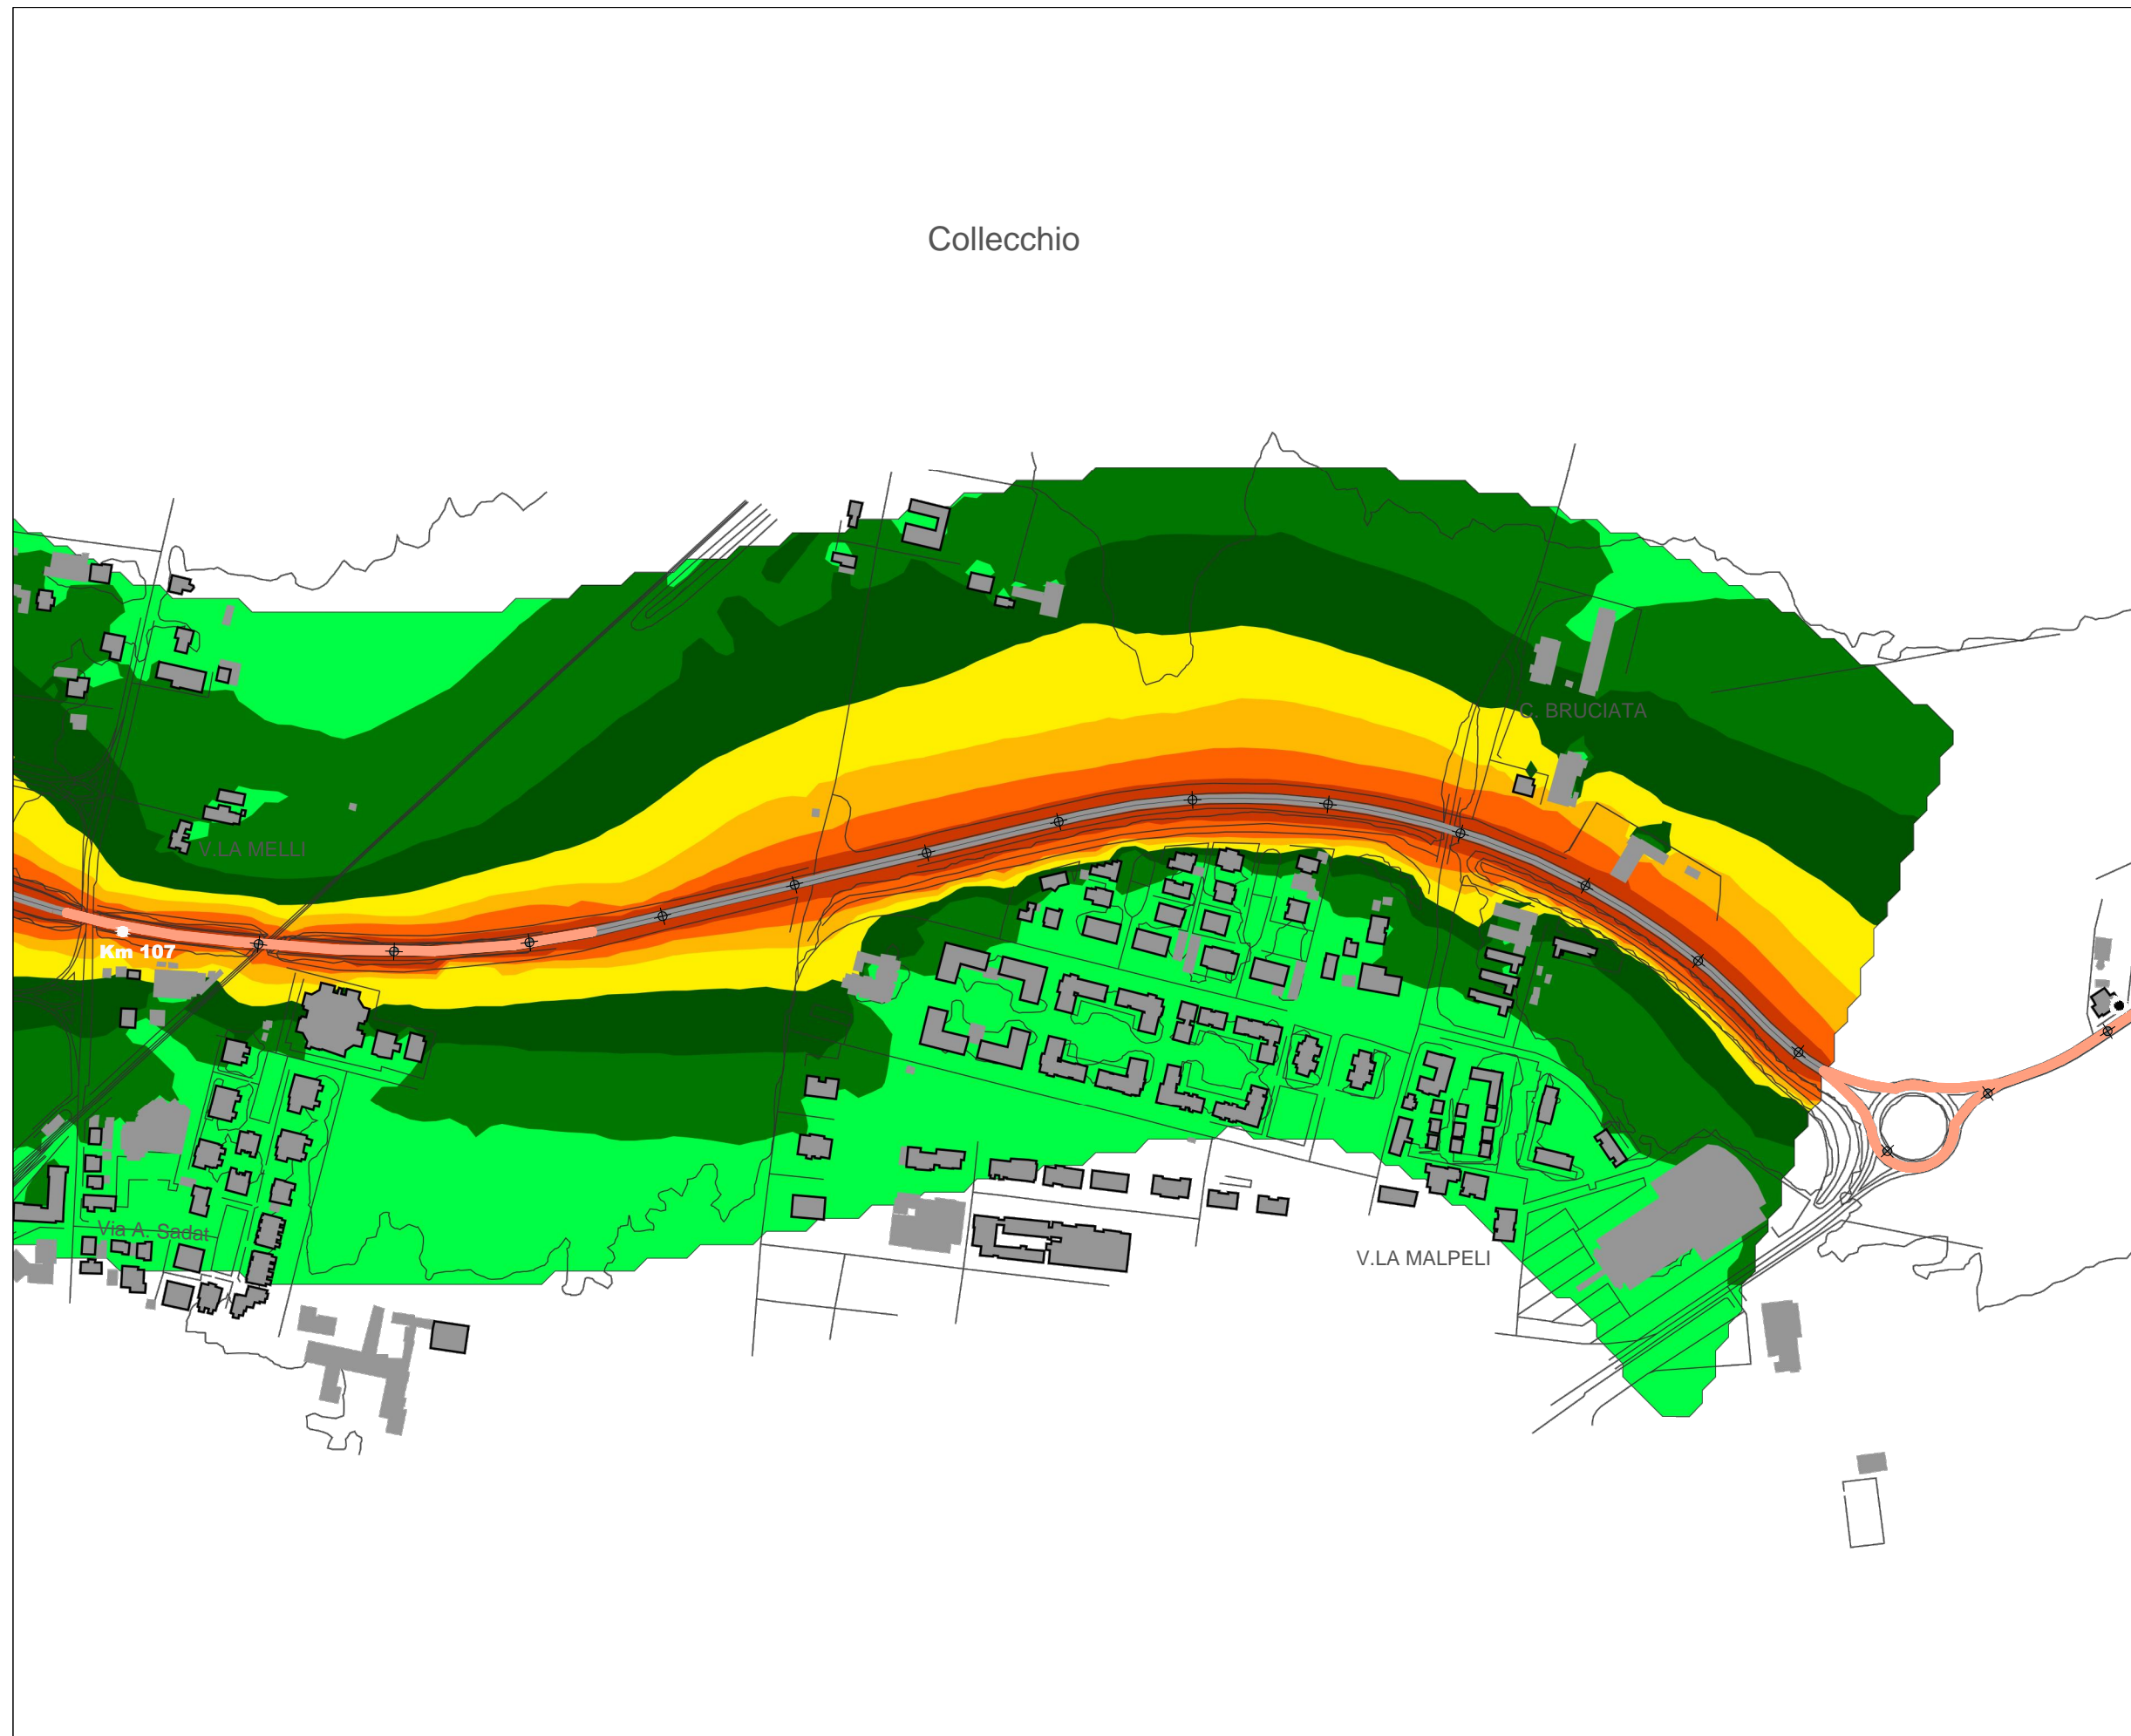 Collecchio
C. BRUCIATA
V.LA MELLI
Km 107
Via A. Sadat
V.LA MALPELI